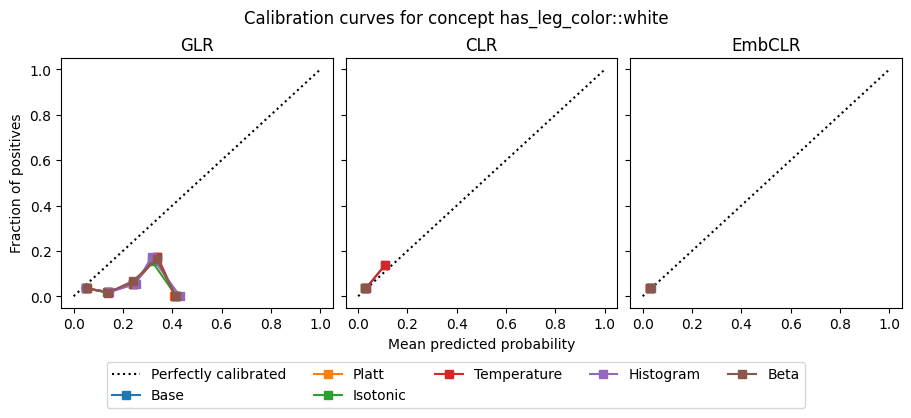 Calibration curves for concept has_leg_color::white
GLR
CLR
EmbCLR
Fraction of positives
1.0
0.8
0.6
0.4
0.2
0.0
0.0 0.2 0.4 0.6 0.8 1.0
0.0 0.2 0.4 0.6 0.8 1.0
0.0 0.2 0.4 0.6 0.8 1.0
Mean predicted probability
Perfectly calibrated Platt Temperature Histogram Beta
Base Isotonic